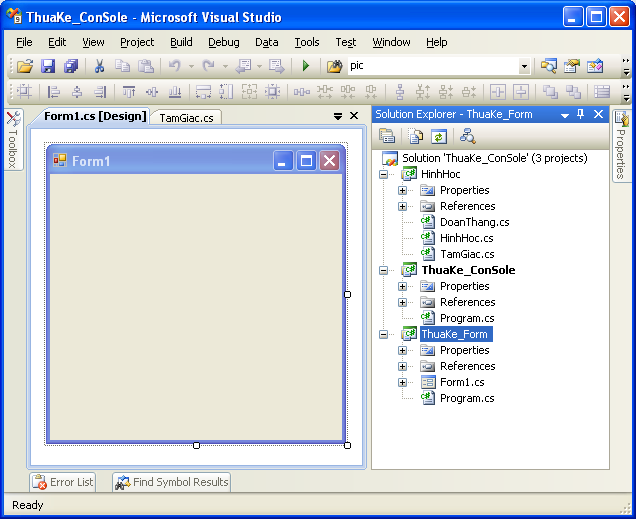 ThuaKe_ConSole - Microsoft Visual Studio
File Edit View Project Build Debug Data Tools Test Window Help
pic
Toolbox
Form1.cs [Design] TamGiac.cs
Form1
Solution Explorer - ThuaKe_Form
Solution 'ThuaKe_ConSole' (3 projects)
HinhHoc
Properties
References
DoanThang.cs
HinhHoc.cs
TamGiac.cs
ThuaKe_ConSole
Properties
References
Program.cs
ThuaKe_Form
Properties
References
Form1.cs
Program.cs
Properties
Error List Find Symbol Results
Ready